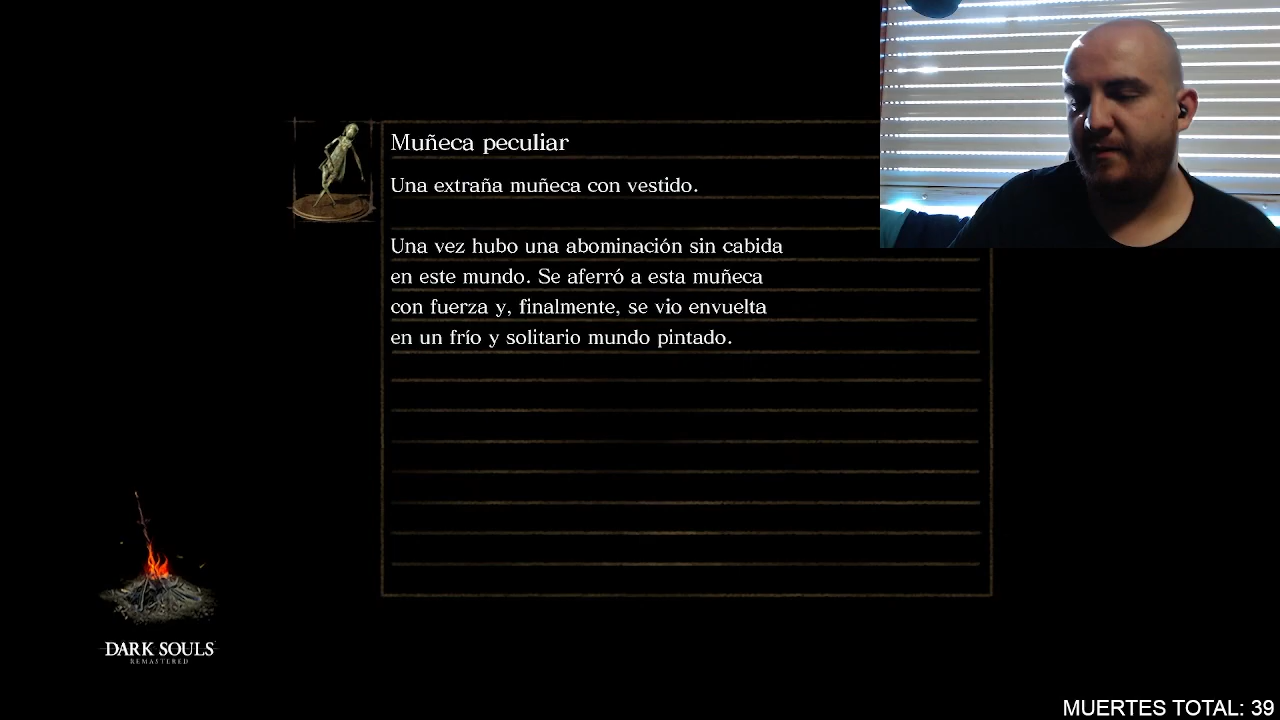 Muñeca peculiar
Una extraña muñeca con vestido.
Una vez hubo una abominación sin cabida
en este mundo. Se aferró a esta muñeca
con fuerza y, finalmente, se vio envuelta
en un frío y solitario mundo pintado.
DARK SOULS
REMASTERED
MUERTES TOTAL: 39